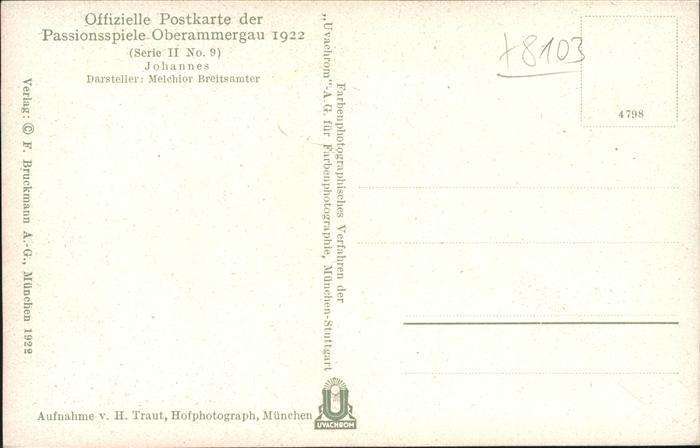 Offizielle Postkarte der
Passionsspiele Oberammergau 1922
(Serie II No. 9)
Johannes
Darsteller: Melchior Breitsamter
Verlag: © F. Bruckmann A.-G., München 1922
Farbenphotographisches Verfahren der
„Uvachrom"-A.G. für Farbenphotographie, München-Stuttgart
Aufnahme v. H. Traut, Hofphotograph, München
U
UVACHROM
+8103
4798